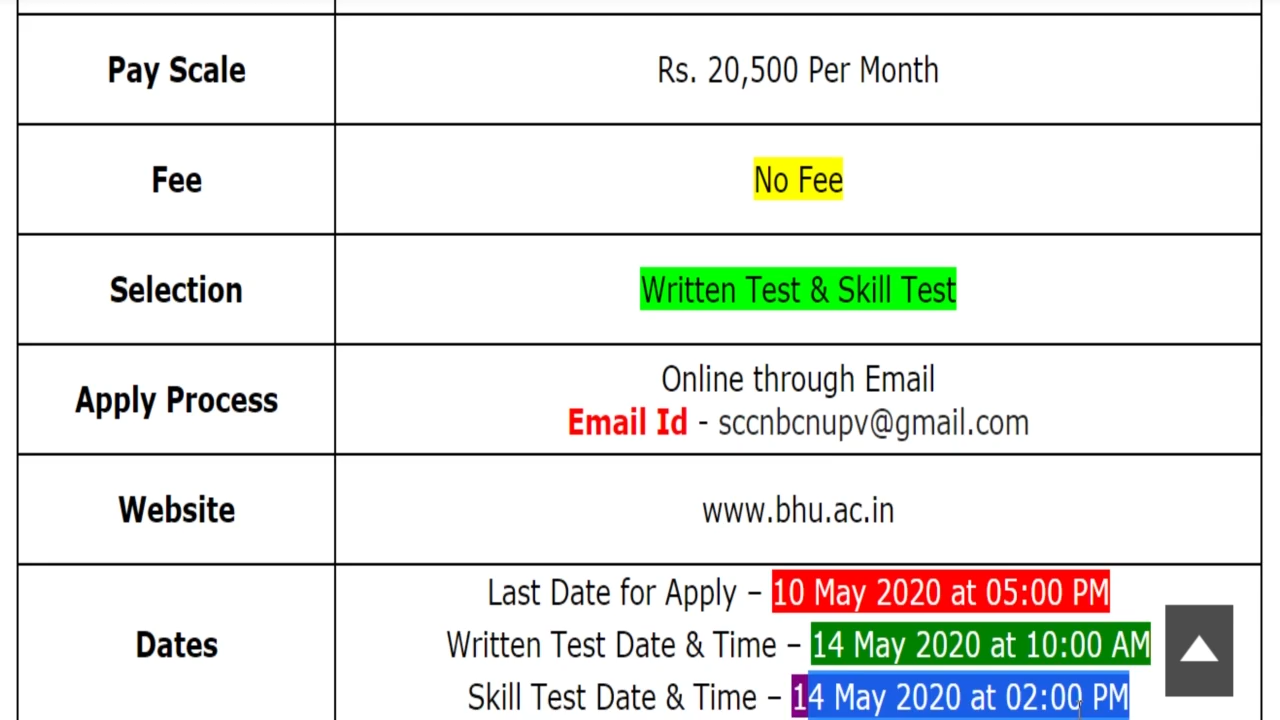 Pay Scale
Rs. 20,500 Per Month
Fee
No Fee
Selection
Written Test & Skill Test
Apply Process
Online through Email
Email Id - sccnbcnupv@gmail.com
Website
www.bhu.ac.in
Dates
Last Date for Apply – 10 May 2020 at 05:00 PM
Written Test Date & Time – 14 May 2020 at 10:00 AM
Skill Test Date & Time – 14 May 2020 at 02:00 PM